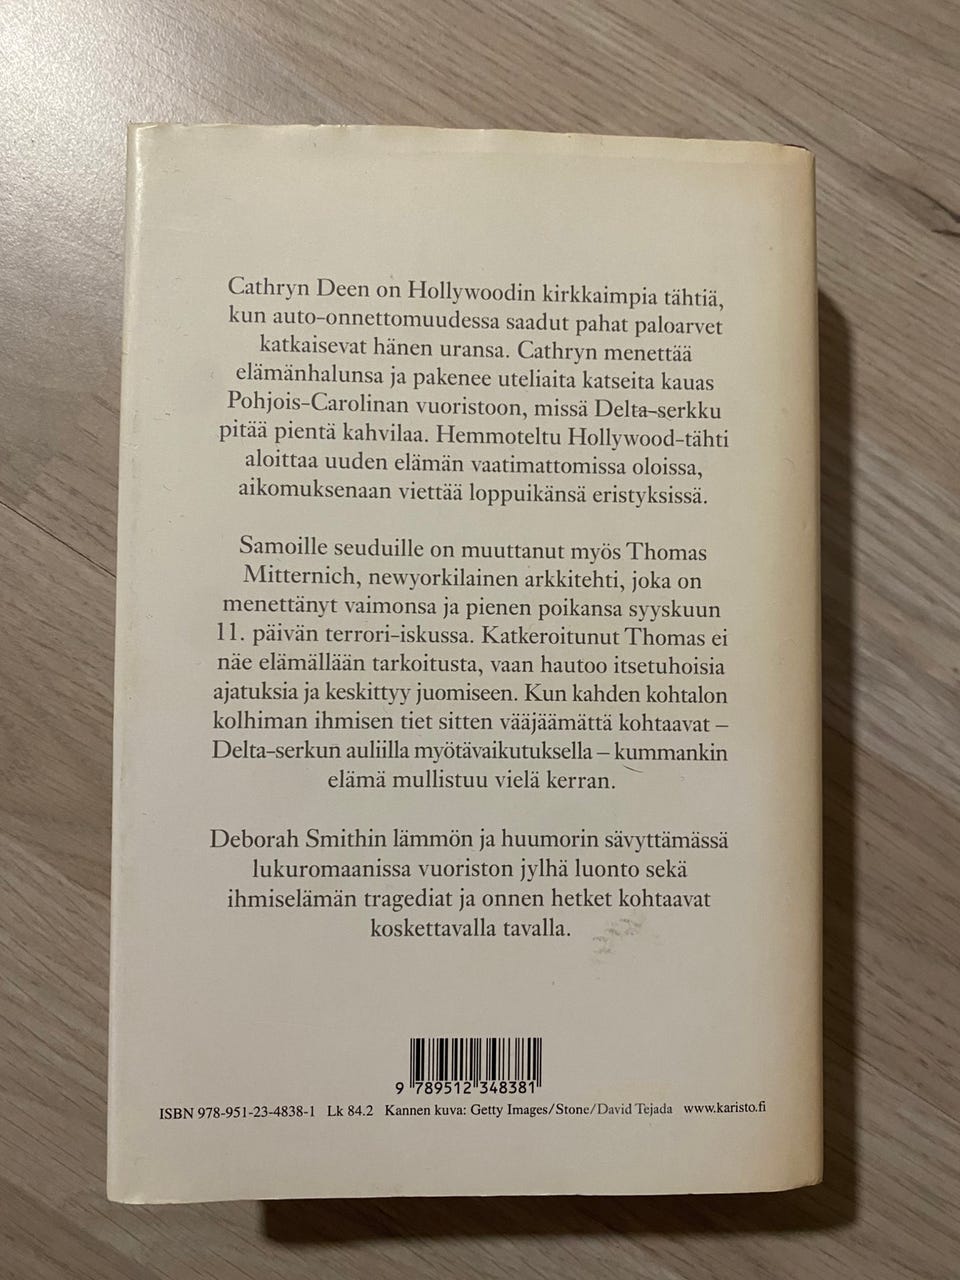 Cathryn Deen on Hollywoodin kirkkaimpia tähtiä,
kun auto-onnettomuudessa saadut pahat paloarvet
katkaisevat hänen uransa. Cathryn menettää
elämänhalunsa ja pakenee uteliaita katseita kauas
Pohjois-Carolinan vuoristoon, missä Delta-serkku
pitää pientä kahvilaa. Hemmoteltu Hollywood-tähti
aloittaa uuden elämän vaatimattomissa oloissa,
aikomuksenaan viettää loppuikänsä eristyksissä.
Samoille seuduille on muuttanut myös Thomas
Mitternich, newyorkilainen arkkitehti, joka on
menettänyt vaimonsa ja pienen poikansa syyskuun
11. päivän terrori-iskussa. Katkeroitunut Thomas ei
näe elämällään tarkoitusta, vaan hautoo itsetuhoisia
ajatuksia ja keskittyy juomiseen. Kun kahden kohtalon
kolhiman ihmisen tiet sitten vääjäämättä kohtaavat –
Delta-serkun auliilla myötävaikutuksella – kummankin
elämä mullistuu vielä kerran.
Deborah Smithin lämmön ja huumorin sävyttämässä
lukuromaanissa vuoriston jylhä luonto sekä
ihmiselämän tragediat ja onnen hetket kohtaavat
koskettavalla tavalla.
9 789512 348381
ISBN 978-951-23-4838-1 Lk 84.2 Kannen kuva: Getty Images/Stone/David Tejada www.karisto.fi